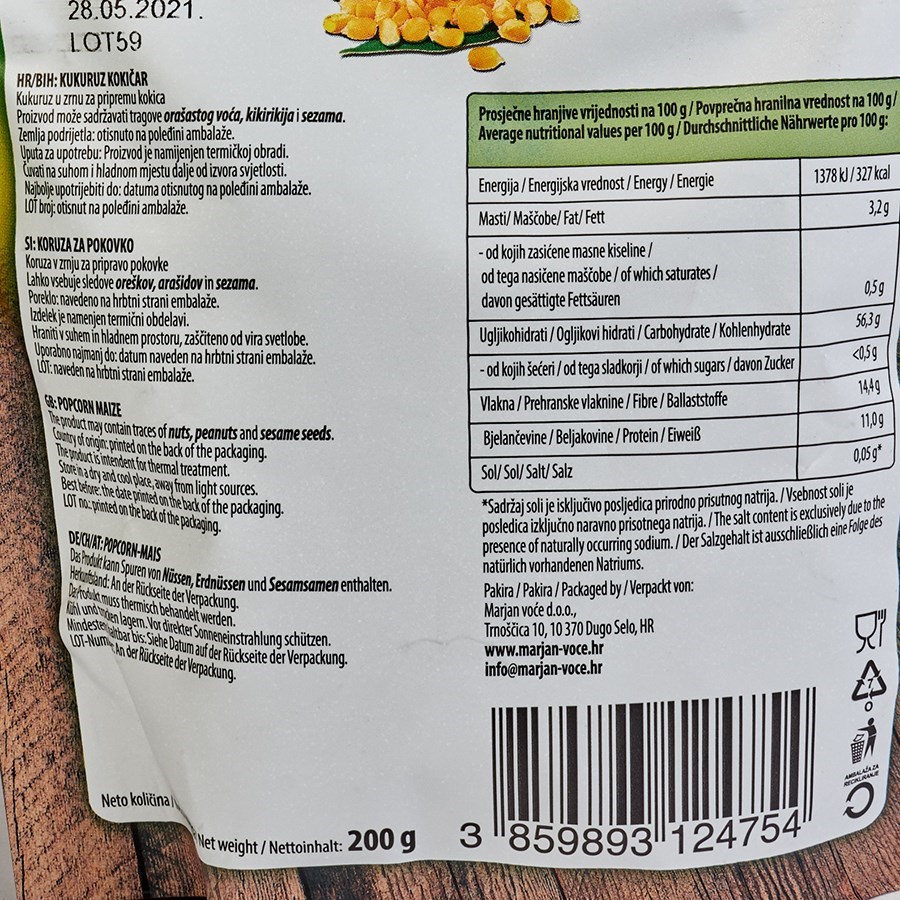 28.05.2021.
LOT59
HR/BIH: KUKURUZ KOKIČAR
Kukuruz u zrnu za pripremu kokica
Proizvod može sadržavati tragove orašastog voća, kikirikija i sezama.
Zemlja podrijetla: otisnuto na poleđini ambalaže.
Uputa za upotrebu: Proizvod je namijenjen termičkoj obradi.
Čuvati na suhom i hladnom mjestu dalje od izvora svjetlosti.
Najbolje upotrijebiti do: datuma otisnutog na poleđini ambalaže.
LOT broj: otisnut na poleđini ambalaže.
SI: KORUZA ZA POKOVKO
Koruza v zrnju za pripravo pokovke
Lahko vsebuje sledove oreškov, arašidov in sezama.
Poreklo: navedeno na hrbtni strani embalaže.
Izdelek je namenjen termični obdelavi.
Hraniti v suhem in hladnem prostoru, zaščiteno od vira svetlobe.
Uporabno najmanj do: datum naveden na hrbtni strani embalaže.
LOT: naveden na hrbtni strani embalaže.
GB: POPCORN MAIZE
The product may contain traces of nuts, peanuts and sesame seeds.
Country of origin: printed on the back of the packaging.
The product is intendent for thermal treatment.
Store in a dry and cool place, away from light sources.
Best before: the date printed on the back of the packaging.
LOT no.: printed on the back of the packaging.
DE/CH/AT: POPCORN-MAIS
Das Produkt kann Spuren von Nüssen, Erdnüssen und Sesamsamen enthalten.
Herkunftsland: An der Rückseite der Verpackung.
Das Produkt muss thermisch behandelt werden.
Kühl und trocken lagern. Vor direkter Sonneneinstrahlung schützen.
Mindestens haltbar bis: Siehe Datum auf der Rückseite der Verpackung.
LOT-Numer: An der Rückseite der Verpackung.
Neto količina /
Net weight / Nettoinhalt: 200 g
Prosječne hranjive vrijednosti na 100 g / Povprečna hranilna vrednost na 100 g /
Average nutritional values per 100 g / Durchschnittliche Nährwerte pro 100 g:
Energija / Energijska vrednost / Energy / Energie 1378 kJ / 327 kcal
Masti/ Maščobe/ Fat/ Fett 3,2 g
- od kojih zasićene masne kiseline /
od tega nasičene maščobe / of which saturates /
davon gesättigte Fettsäuren 0,5 g
Ugljikohidrati / Ogljikovi hidrati / Carbohydrate / Kohlenhydrate 56,3 g
- od kojih šećeri / od tega sladkorji / of which sugars / davon Zucker <0,5 g
Vlakna / Prehranske vlaknine / Fibre / Ballaststoffe 14,4 g
Bjelančevine / Beljakovine / Protein / Eiweiß 11,0 g
Sol/ Sol/ Salt/ Salz 0,05 g*
*Sadržaj soli je isključivo posljedica prirodno prisutnog natrija. / Vsebnost soli je
posledica izključno naravno prisotnega natrija. / The salt content is exclusively due to the
presence of naturally occurring sodium. / Der Salzgehalt ist ausschließlich eine Folge des
natürlich vorhandenen Natriums.
Pakira / Pakira / Packaged by / Verpackt von:
Marjan voće d.o.o.,
Trnoščica 10, 10 370 Dugo Selo, HR
www.marjan-voce.hr
info@marjan-voce.hr
7
AMBALAŽA ZA
RECIKLIRANJE
3 859893 124754